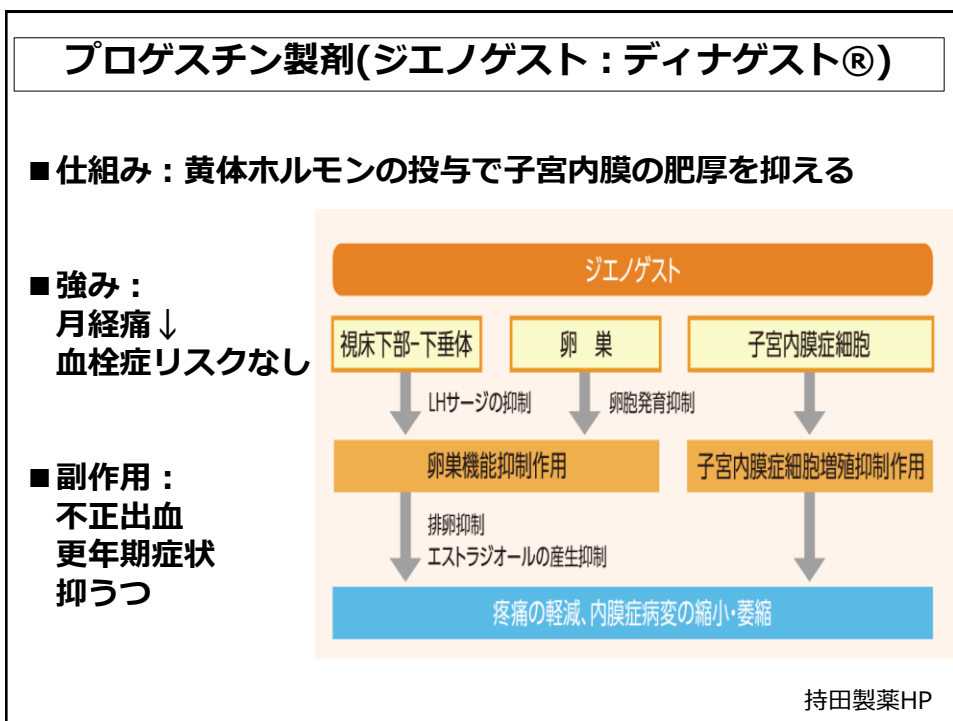 プロゲスチン製剤(ジエノゲスト:ディナゲスト®)
■仕組み:黄体ホルモンの投与で子宮内膜の肥厚を抑える
■強み:
月経痛↓
血栓症リスクなし
■副作用:
不正出血
更年期症状
抑うつ
ジエノゲスト
視床下部-下垂体
卵 巣
子宮内膜症細胞
LHサージの抑制
卵胞発育抑制
卵巣機能抑制作用
子宮内膜症細胞増殖抑制作用
排卵抑制
エストラジオールの産生抑制
疼痛の軽減、内膜症病変の縮小・萎縮
持田製薬HP